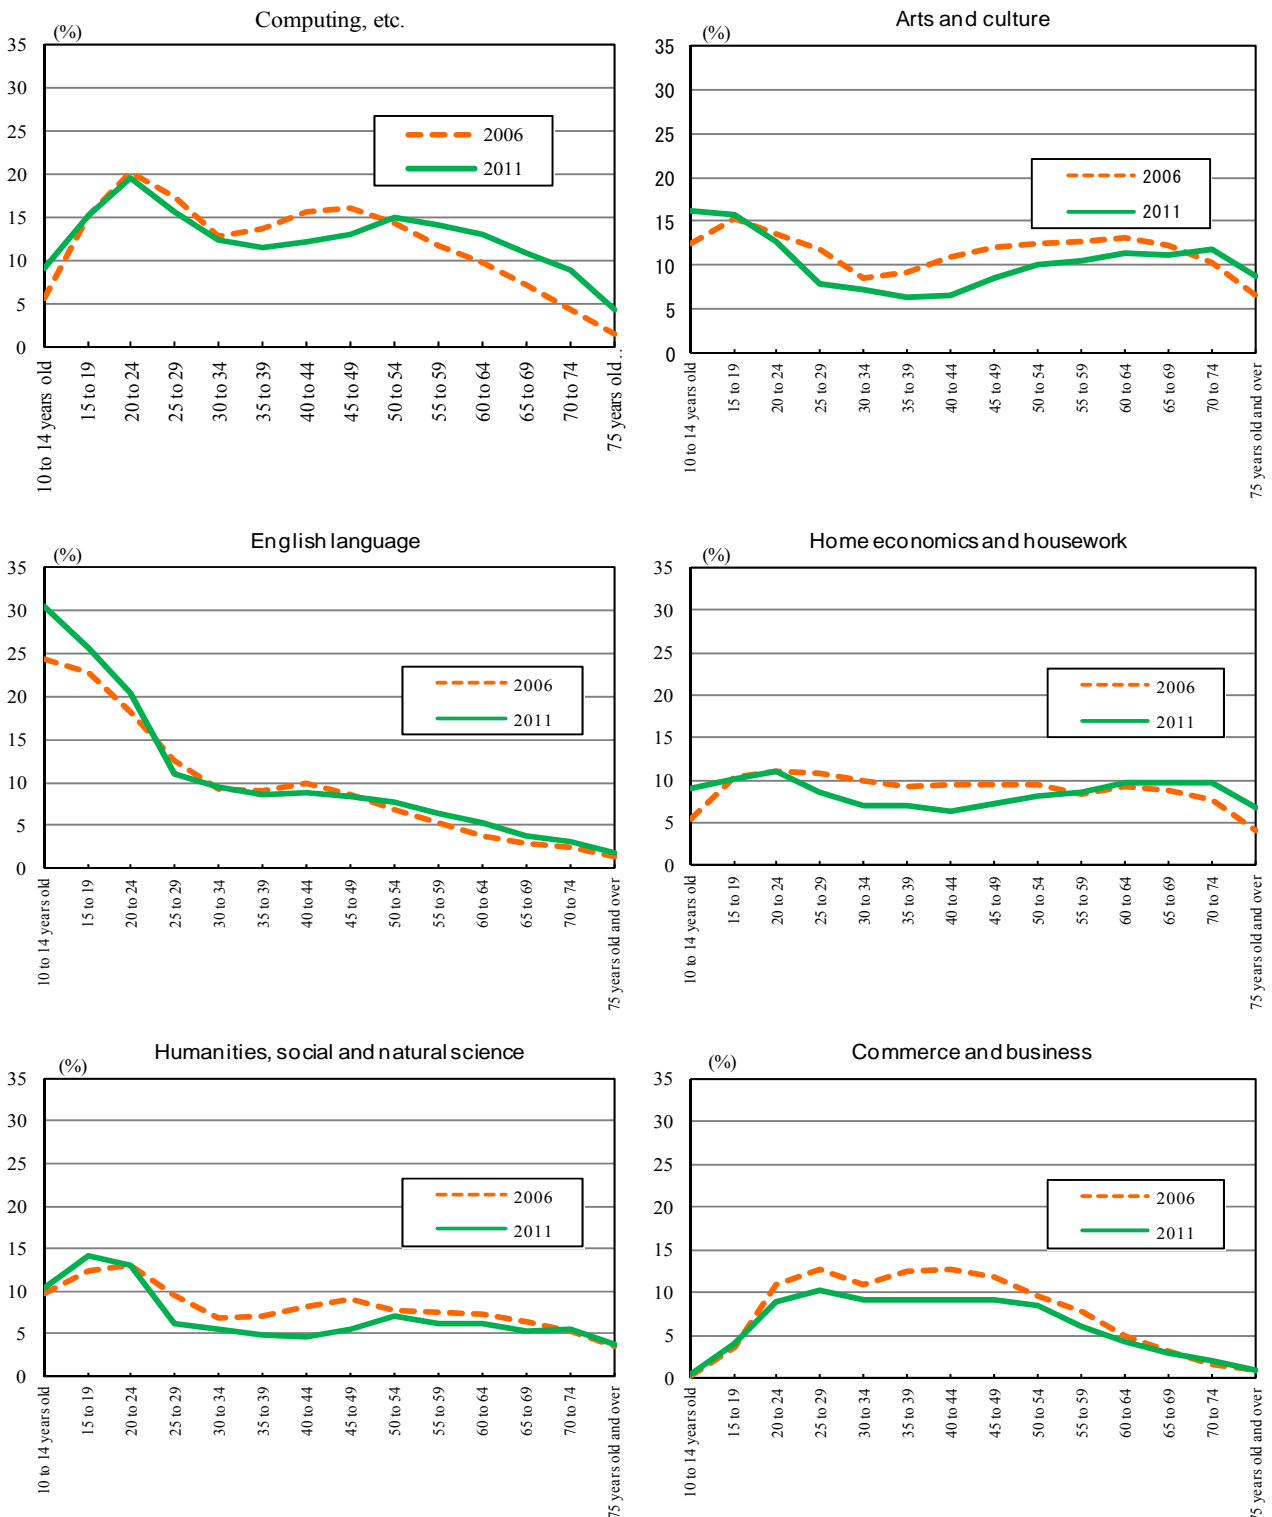 Computing, etc.
(%)
35
30
25
20
15
10
5
0
2006
2011
10 to 14 years old
15 to 19
20 to 24
25 to 29
30 to 34
35 to 39
40 to 44
45 to 49
50 to 54
55 to 59
60 to 64
65 to 69
70 to 74
75 years old..
Arts and culture
(%)
35
30
25
20
15
10
5
0
2006
2011
10 to 14 years old
15 to 19
20 to 24
25 to 29
30 to 34
35 to 39
40 to 44
45 to 49
50 to 54
55 to 59
60 to 64
65 to 69
70 to 74
75 years old and over
English language
(%)
35
30
25
20
15
10
5
0
2006
2011
10 to 14 years old
15 to 19
20 to 24
25 to 29
30 to 34
35 to 39
40 to 44
45 to 49
50 to 54
55 to 59
60 to 64
65 to 69
70 to 74
75 years old and over
Home economics and housework
(%)
35
30
25
20
15
10
5
0
2006
2011
10 to 14 years old
15 to 19
20 to 24
25 to 29
30 to 34
35 to 39
40 to 44
45 to 49
50 to 54
55 to 59
60 to 64
65 to 69
70 to 74
75 years old and over
Humanities, social and natural science
(%)
35
30
25
20
15
10
5
0
2006
2011
10 to 14 years old
15 to 19
20 to 24
25 to 29
30 to 34
35 to 39
40 to 44
45 to 49
50 to 54
55 to 59
60 to 64
65 to 69
70 to 74
75 years old and over
Commerce and business
(%)
35
30
25
20
15
10
5
0
2006
2011
10 to 14 years old
15 to 19
20 to 24
25 to 29
30 to 34
35 to 39
40 to 44
45 to 49
50 to 54
55 to 59
60 to 64
65 to 69
70 to 74
75 years old and over